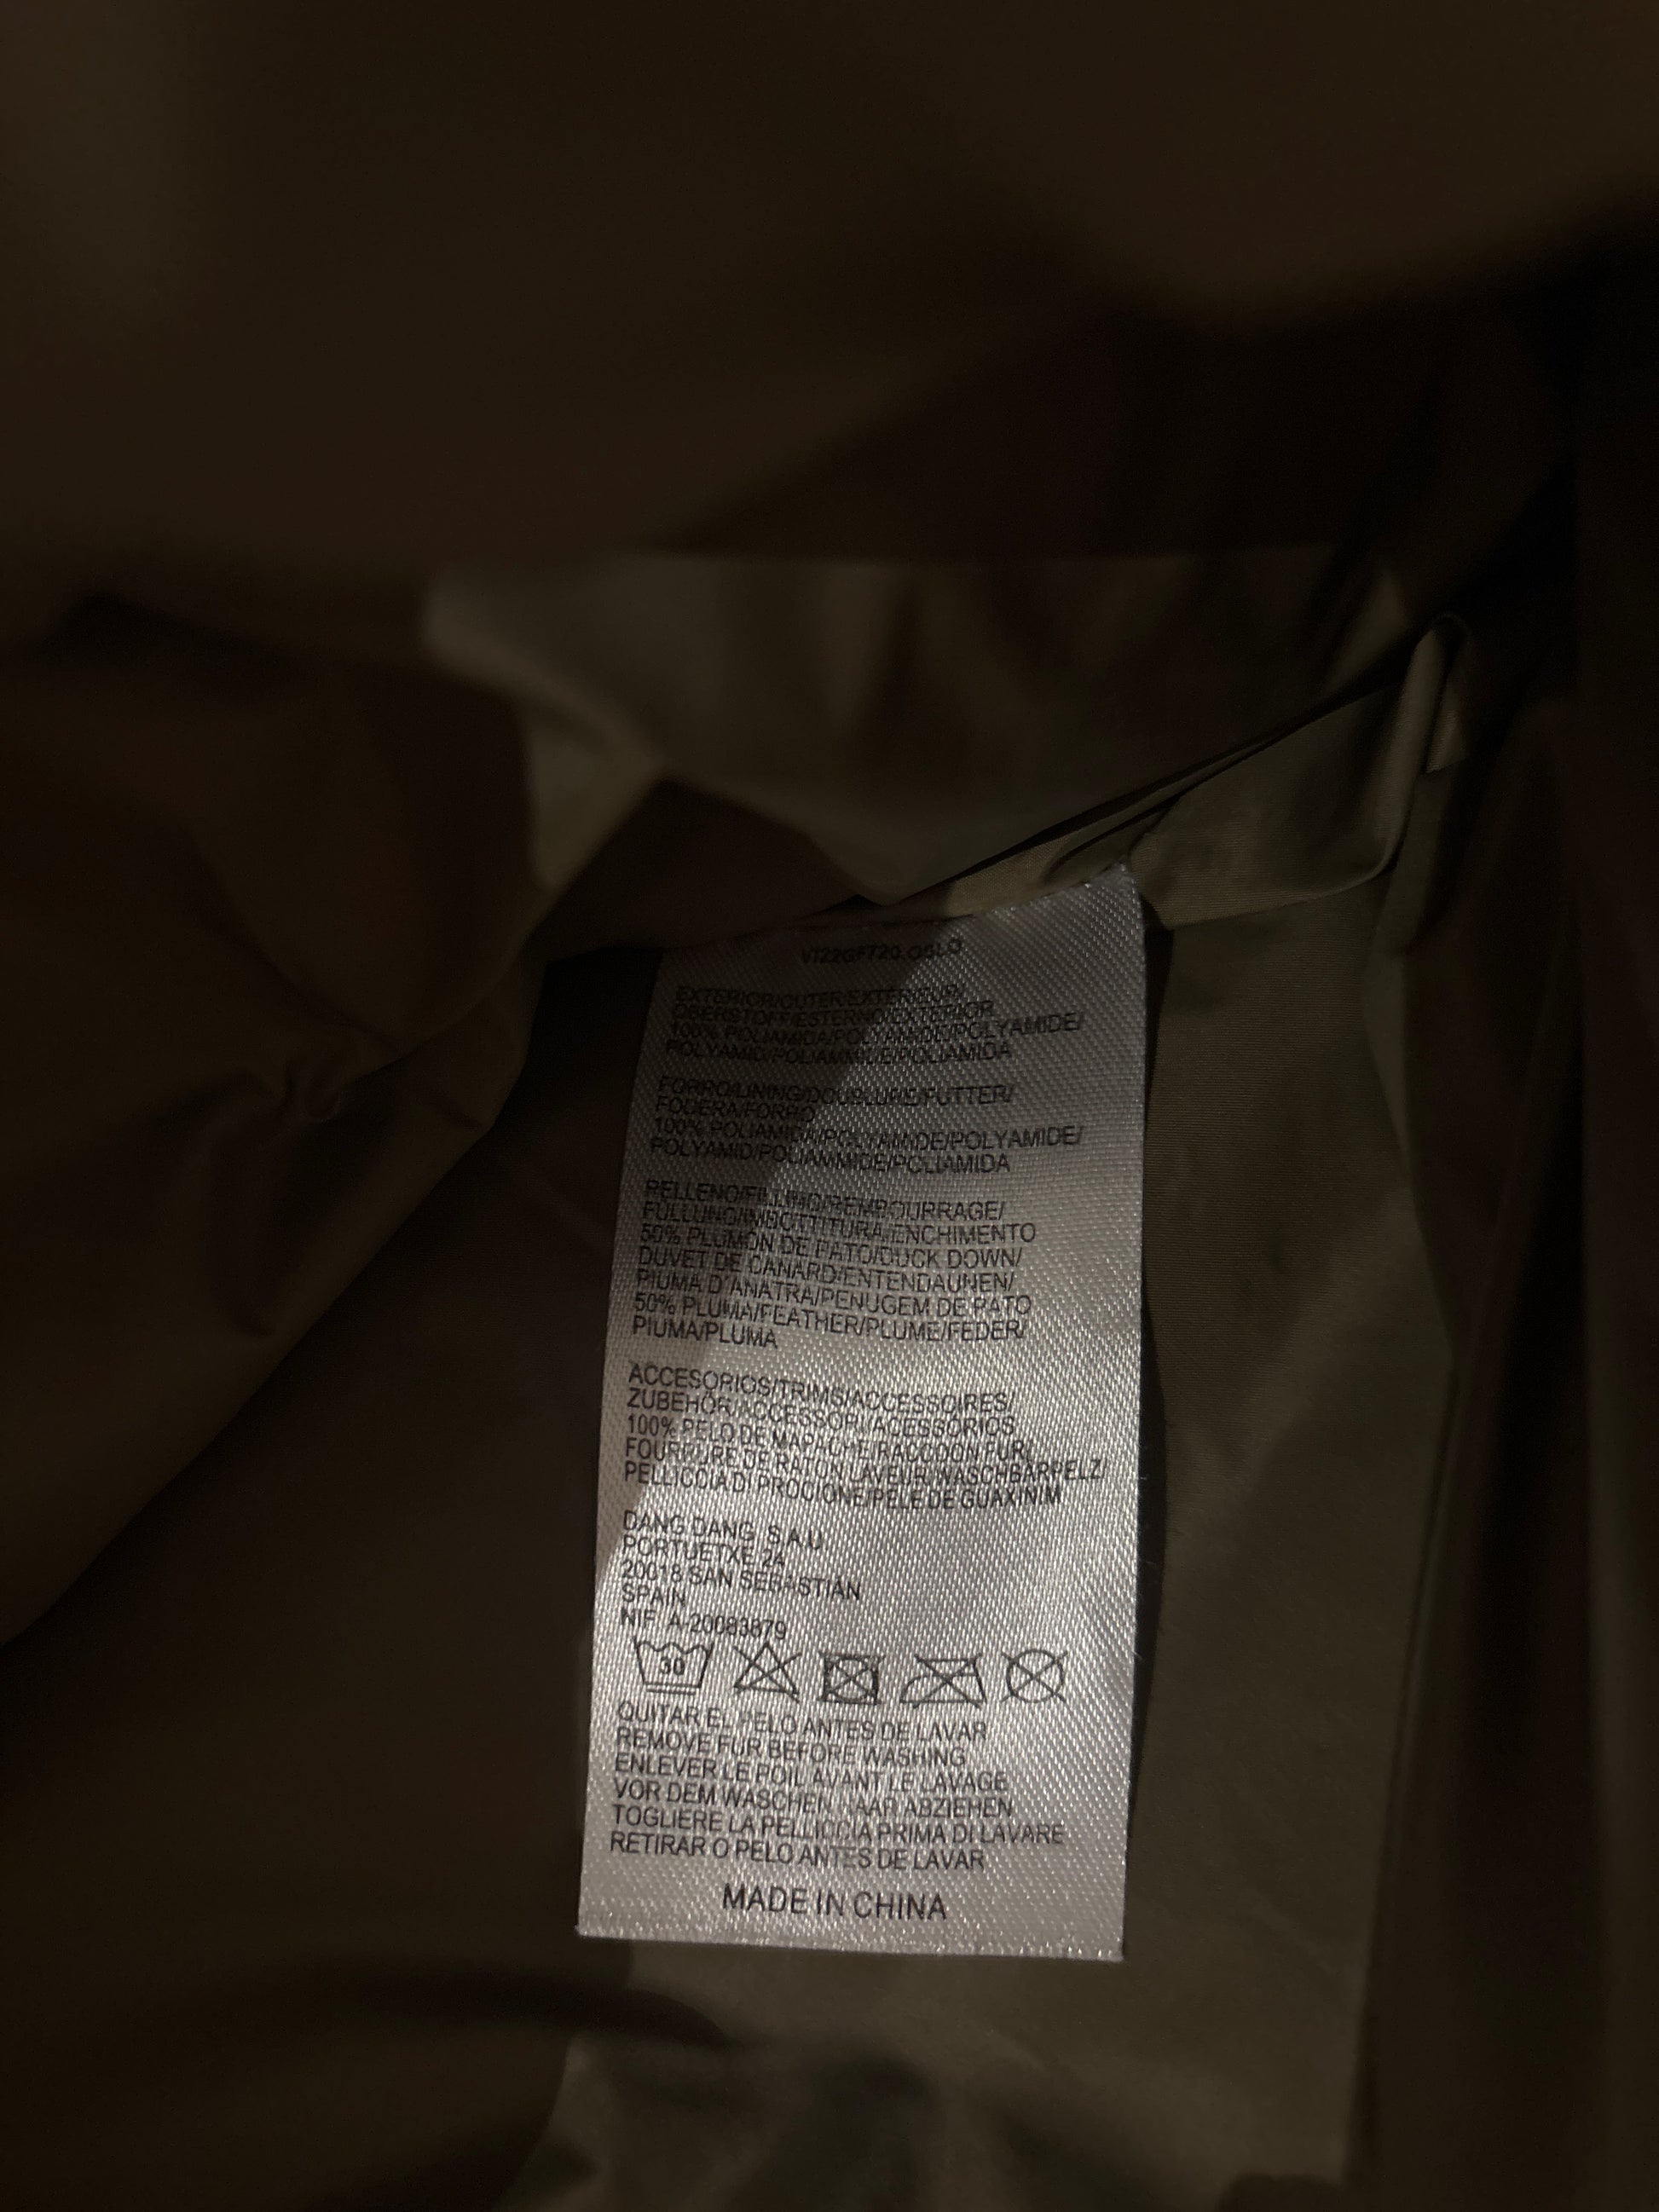 V122GF720.OSLO
EXTERIOR/OUTER/EXTÉRIEUR/
OBERSTOFF/ESTERNO/EXTERIOR
100% POLIAMIDA/POLYAMIDE/POLYAMIDE/
POLYAMID/POLIAMMIDE/POLIAMIDA
FORRO/LINING/DOUBLURE/FUTTER/
FODERA/FORRO
100% POLIAMIDA/POLYAMIDE/POLYAMIDE/
POLYAMID/POLIAMMIDE/POLIAMIDA
RELLENO/FILLING/REMBOURRAGE/
FÜLLUNG/IMBOTTITURA/ENCHIMENTO
50% PLUMÓN DE PATO/DUCK DOWN/
DUVET DE CANARD/ENTENDAUNEN/
PIUMA D'ANATRA/PENUGEM DE PATO
50% PLUMA/FEATHER/PLUME/FEDER/
PIUMA/PLUMA
ACCESORIOS/TRIMS/ACCESSOIRES/
ZUBEHÖR/ACCESSORI/ACESSÓRIOS
100% PELO DE MAPACHE/RACCOON FUR/
FOURRURE DE RATON LAVEUR/WASCHBÄRPELZ/
PELLICCIA DI PROCIONE/PELE DE GUAXINIM
DANG DANG, S.A.U.
PORTUETXE 2A
20018 SAN SEBASTIÁN
SPAIN
NIF: A-20083879
30
QUITAR EL PELO ANTES DE LAVAR
REMOVE FUR BEFORE WASHING
ENLEVER LE POIL AVANT LE LAVAGE
VOR DEM WASCHEN HAAR ABZIEHEN
TOGLIERE LA PELLICCIA PRIMA DI LAVARE
RETIRAR O PELO ANTES DE LAVAR
MADE IN CHINA